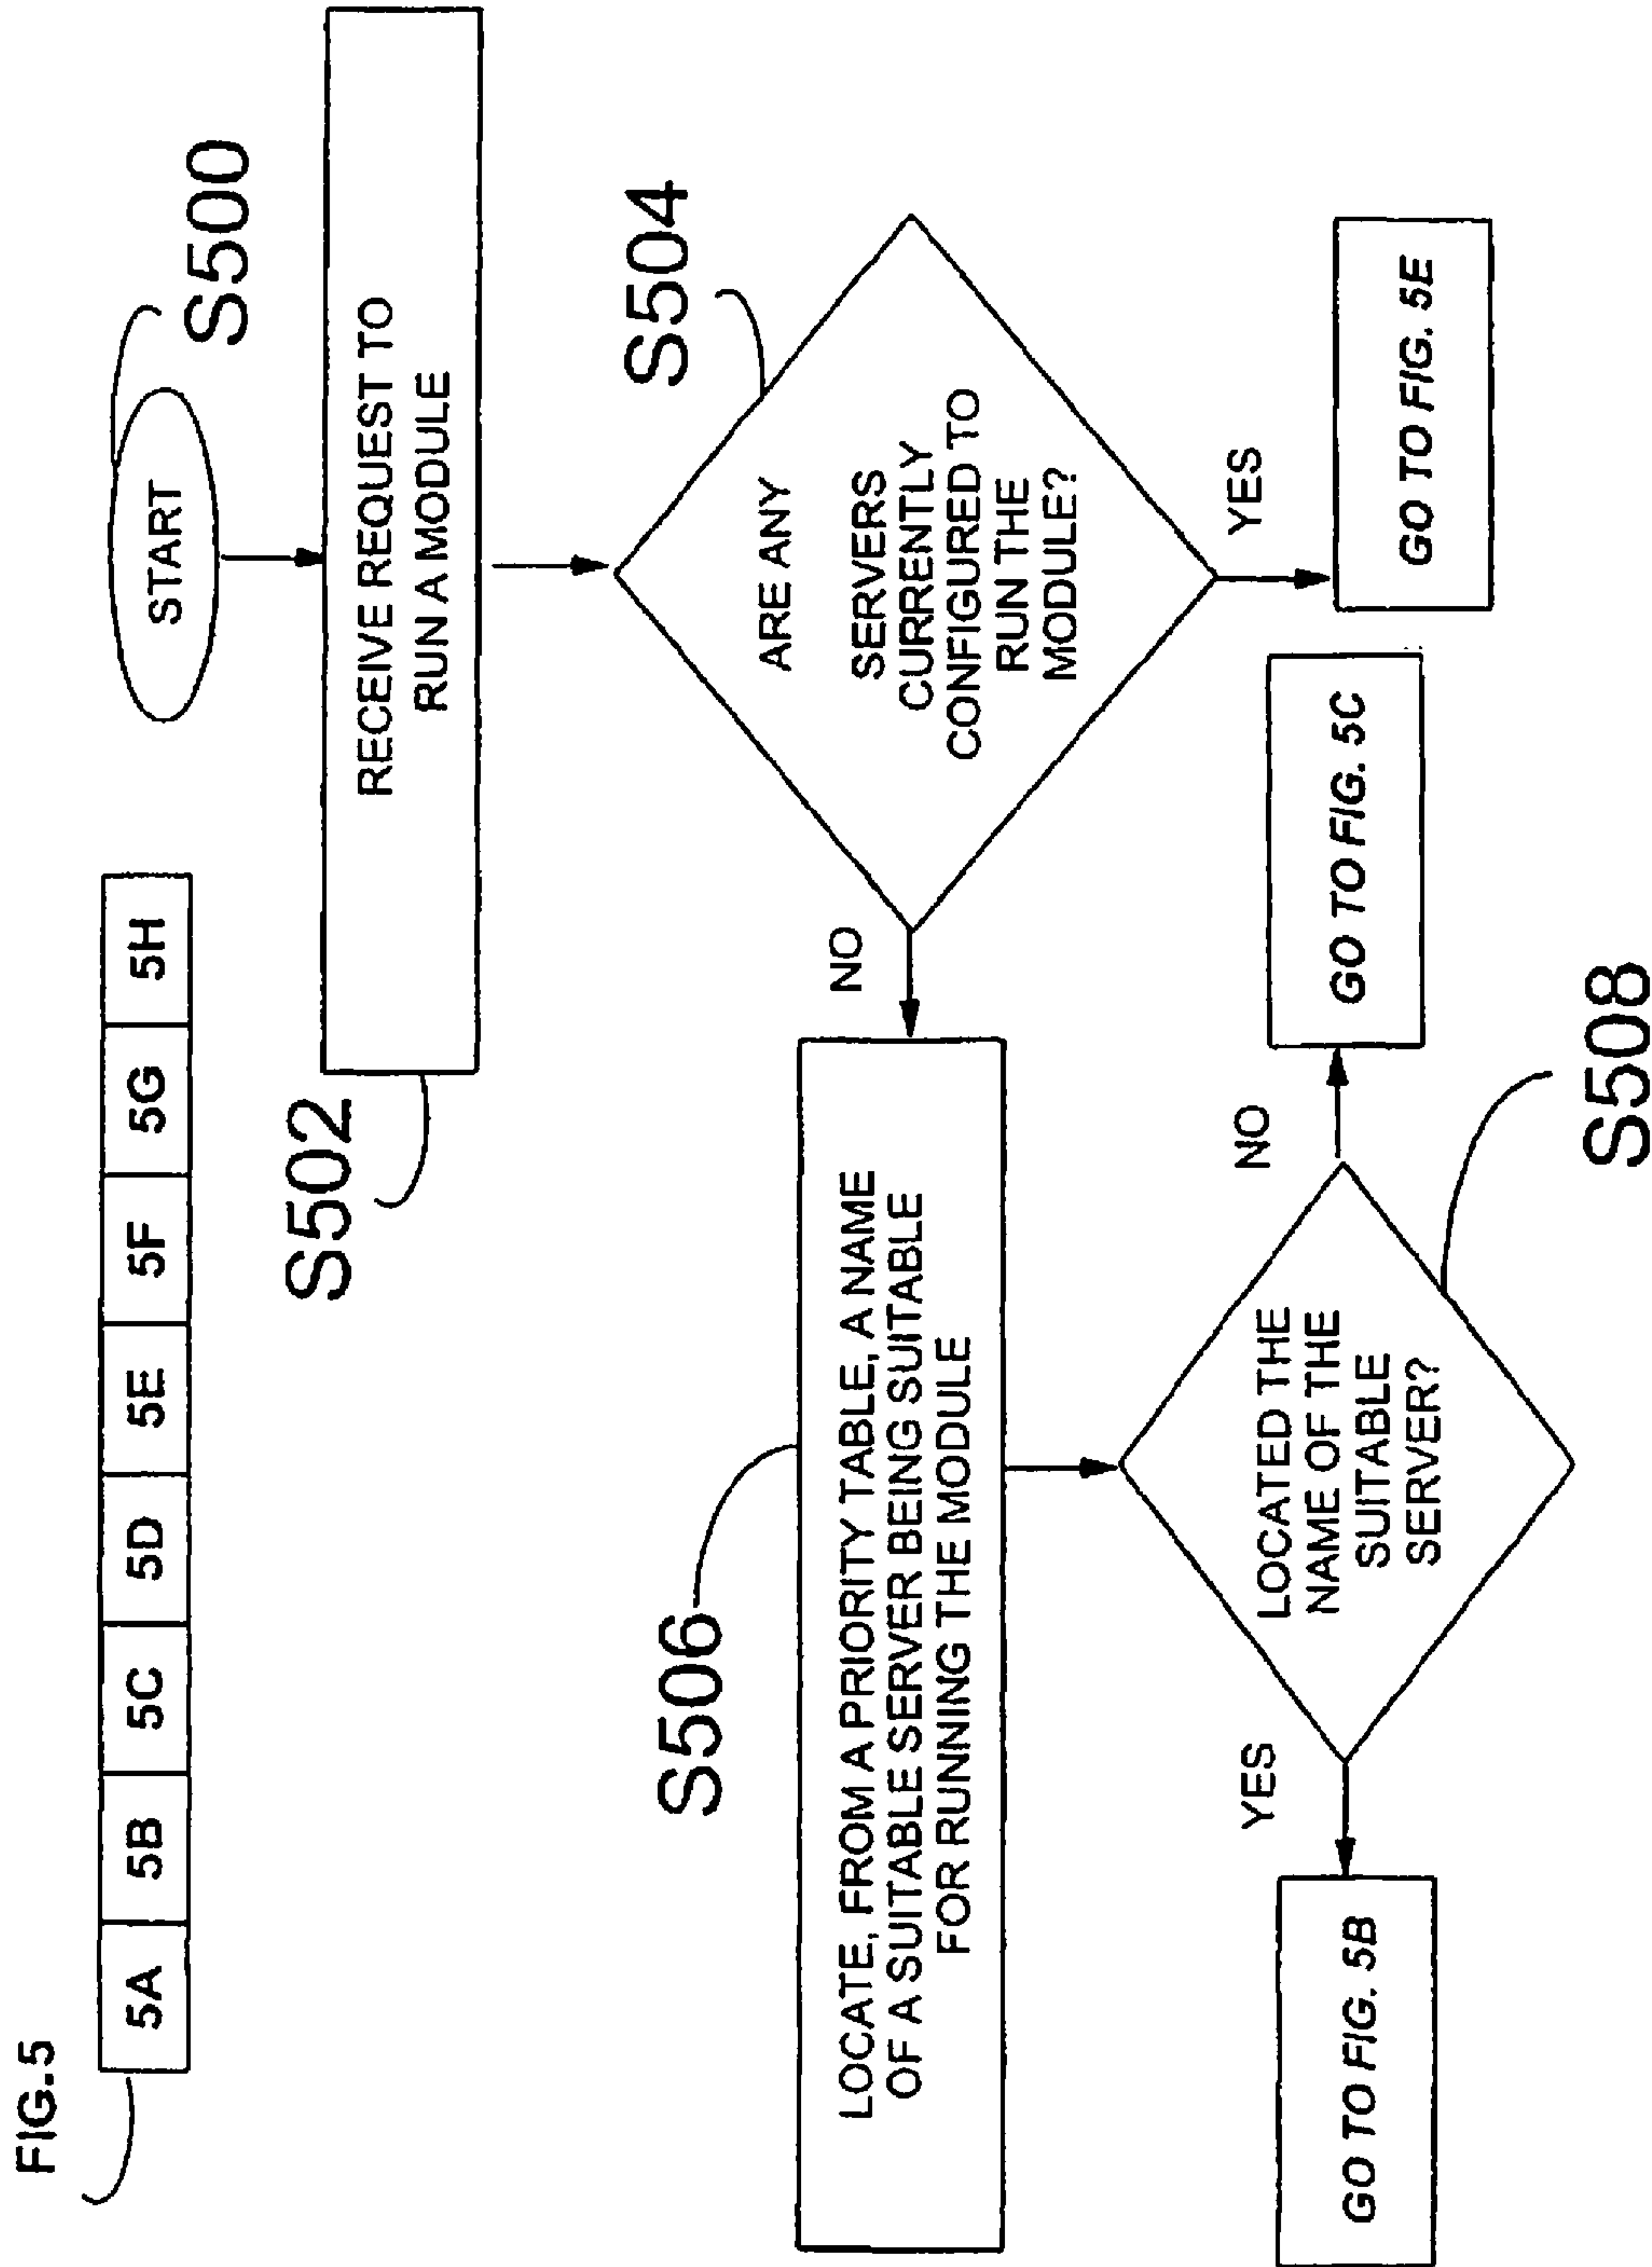 FIG.5
5A 5B 5C 5D 5E 5F 5G 5H
START
S500
RECEIVE REQUEST TO
RUN A MODULE
S502
ARE ANY
SERVERS
CURRENTLY
CONFIGURED TO
RUN THE
MODULE?
S504
NO
YES
GO TO FIG. 5E
S506
LOCATE, FROM A PRIORITY TABLE, A NAME
OF A SUITABLE SERVER BEING SUITABLE
FOR RUNNING THE MODULE
LOCATED THE
NAME OF THE
SUITABLE
SERVER?
S508
YES
NO
GO TO FIG. 5B
GO TO FIG. 5C